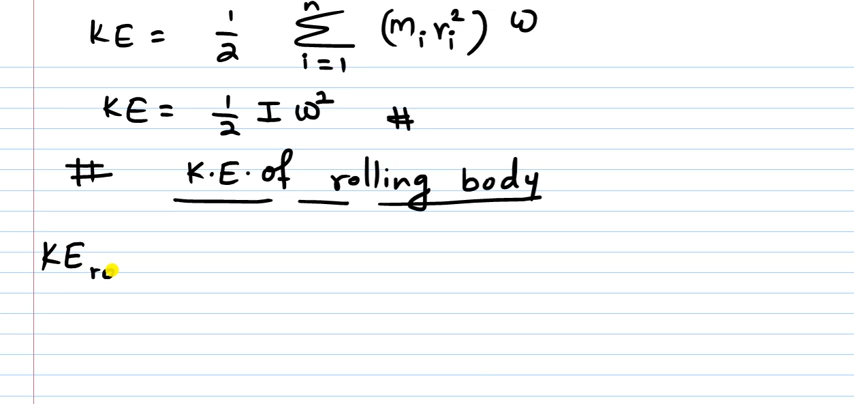 KE = 1/2 Σ_{i=1}^{n} (m_i r_i²) ω
KE = 1/2 I ω² #
# K.E. of rolling body
KE_ro